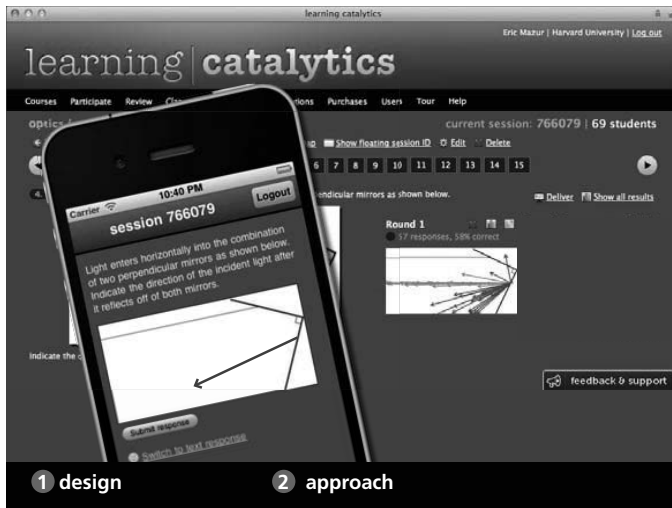 learning catalytics
Eric Mazur | Harvard University | Log out
learning | catalytics
Courses Participate Review Tour Purchases Users Help
current session: 766079 | 69 students
Show floating session ID Edit Delete
6 7 8 9 10 11 12 13 14 15
perpendicular mirrors as shown below.
Deliver Show all results
Round 1
57 responses, 58% correct
Carrier 10:40 PM
session 766079 Logout
Light enters horizontally into the combination
of two perpendicular mirrors as shown below.
Indicate the direction of the incident light after
it reflects off of both mirrors.
Submit response
Switch to text response
Indicate the
feedback & support
1 design 2 approach